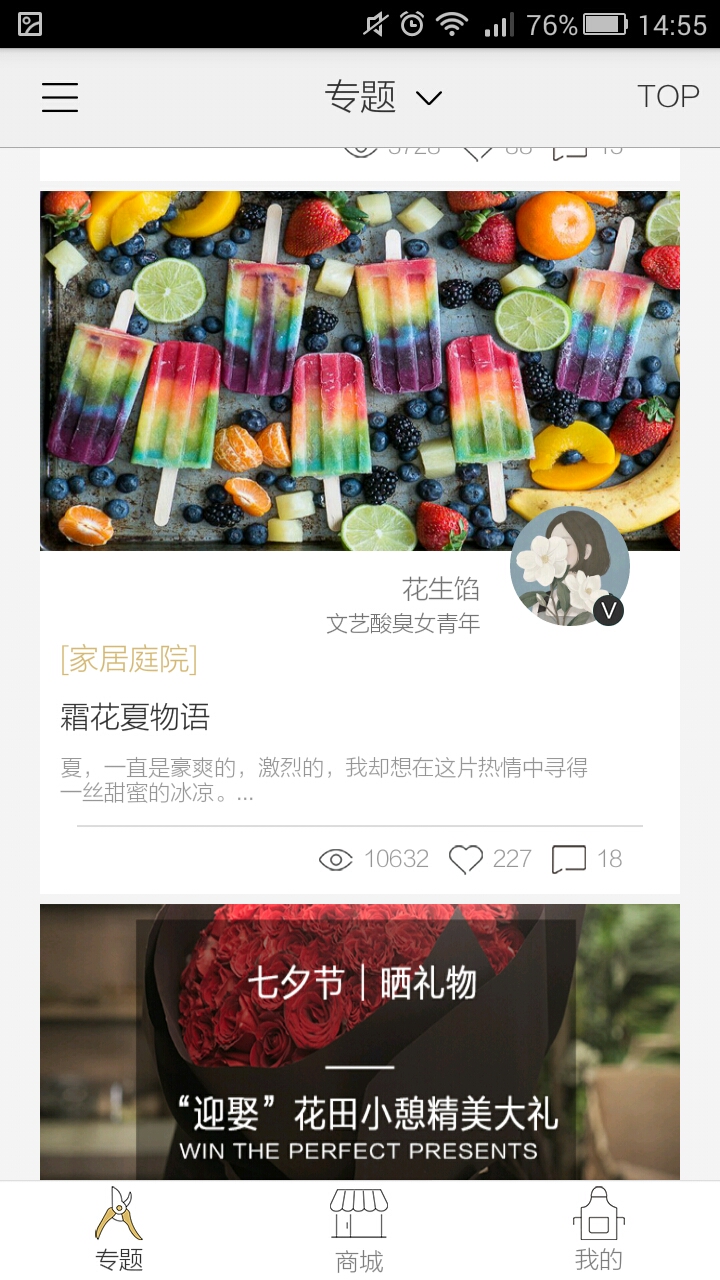 76% 14:55
专题 TOP
[家居庭院]
花生馅
文艺酸臭女青年
霜花夏物语
夏，一直是豪爽的，激烈的，我却想在这片热情中寻得
一丝甜蜜的冰凉。...
10632 227 18
七夕节｜晒礼物
“迎娶”花田小憩精美大礼
WIN THE PERFECT PRESENTS
专题 商城 我的